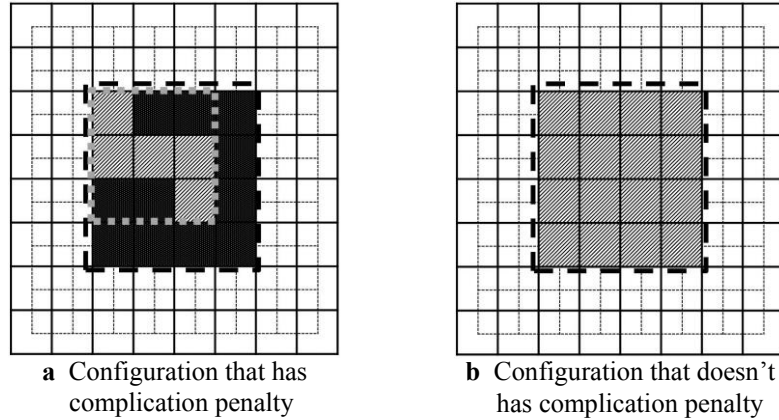 a Configuration that has
complication penalty
b Configuration that doesn't
has complication penalty